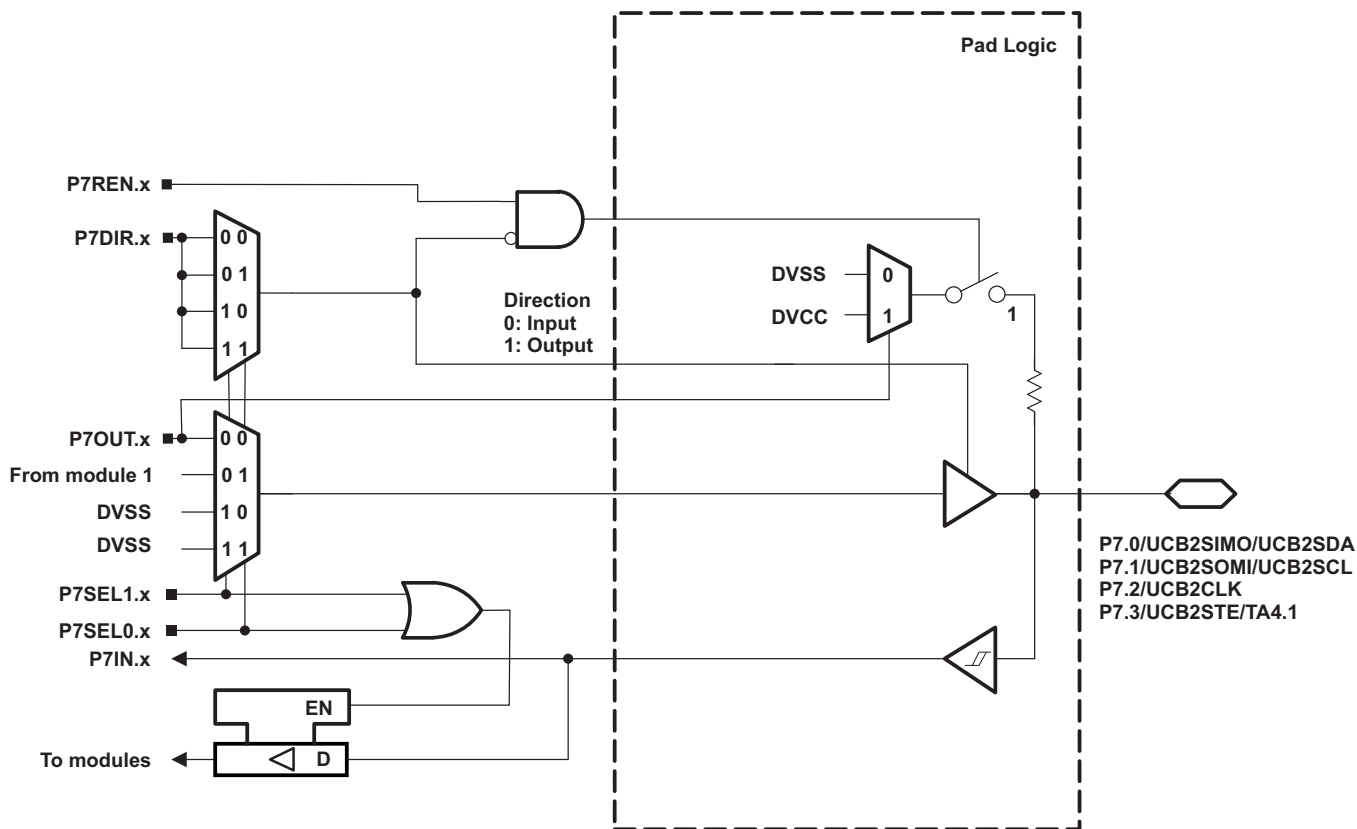 Pad Logic
P7REN.x
P7DIR.x
0 0
0 1
1 0
1 1
Direction
0: Input
1: Output
DVSS
0
DVCC
1
1
P7OUT.x
0 0
From module 1
0 1
DVSS
1 0
DVSS
1 1
P7SEL1.x
P7SEL0.x
P7IN.x
EN
To modules
D
P7.0/UCB2SIMO/UCB2SDA
P7.1/UCB2SOMI/UCB2SCL
P7.2/UCB2CLK
P7.3/UCB2STE/TA4.1